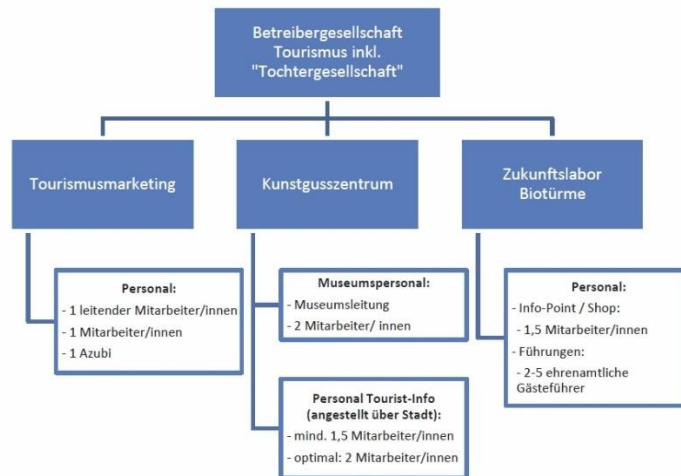 Betreibergesellschaft
Tourismus inkl.
"Tochtergesellschaft"
Tourismusmarketing
Kunstgusszentrum
Zukunftslabor
Biotürme
Personal:
- 1 leitender Mitarbeiter/innen
- 1 Mitarbeiter/innen
- 1 Azubi
Museumspersonal:
- Museumsleitung
- 2 Mitarbeiter/ innen
Personal Tourist-Info
(angestellt über Stadt):
- mind. 1,5 Mitarbeiter/innen
- optimal: 2 Mitarbeiter/innen
Personal:
- Info-Point / Shop:
- 1,5 Mitarbeiter/innen
- Führungen:
- 2-5 ehrenamtliche
Gästeführer